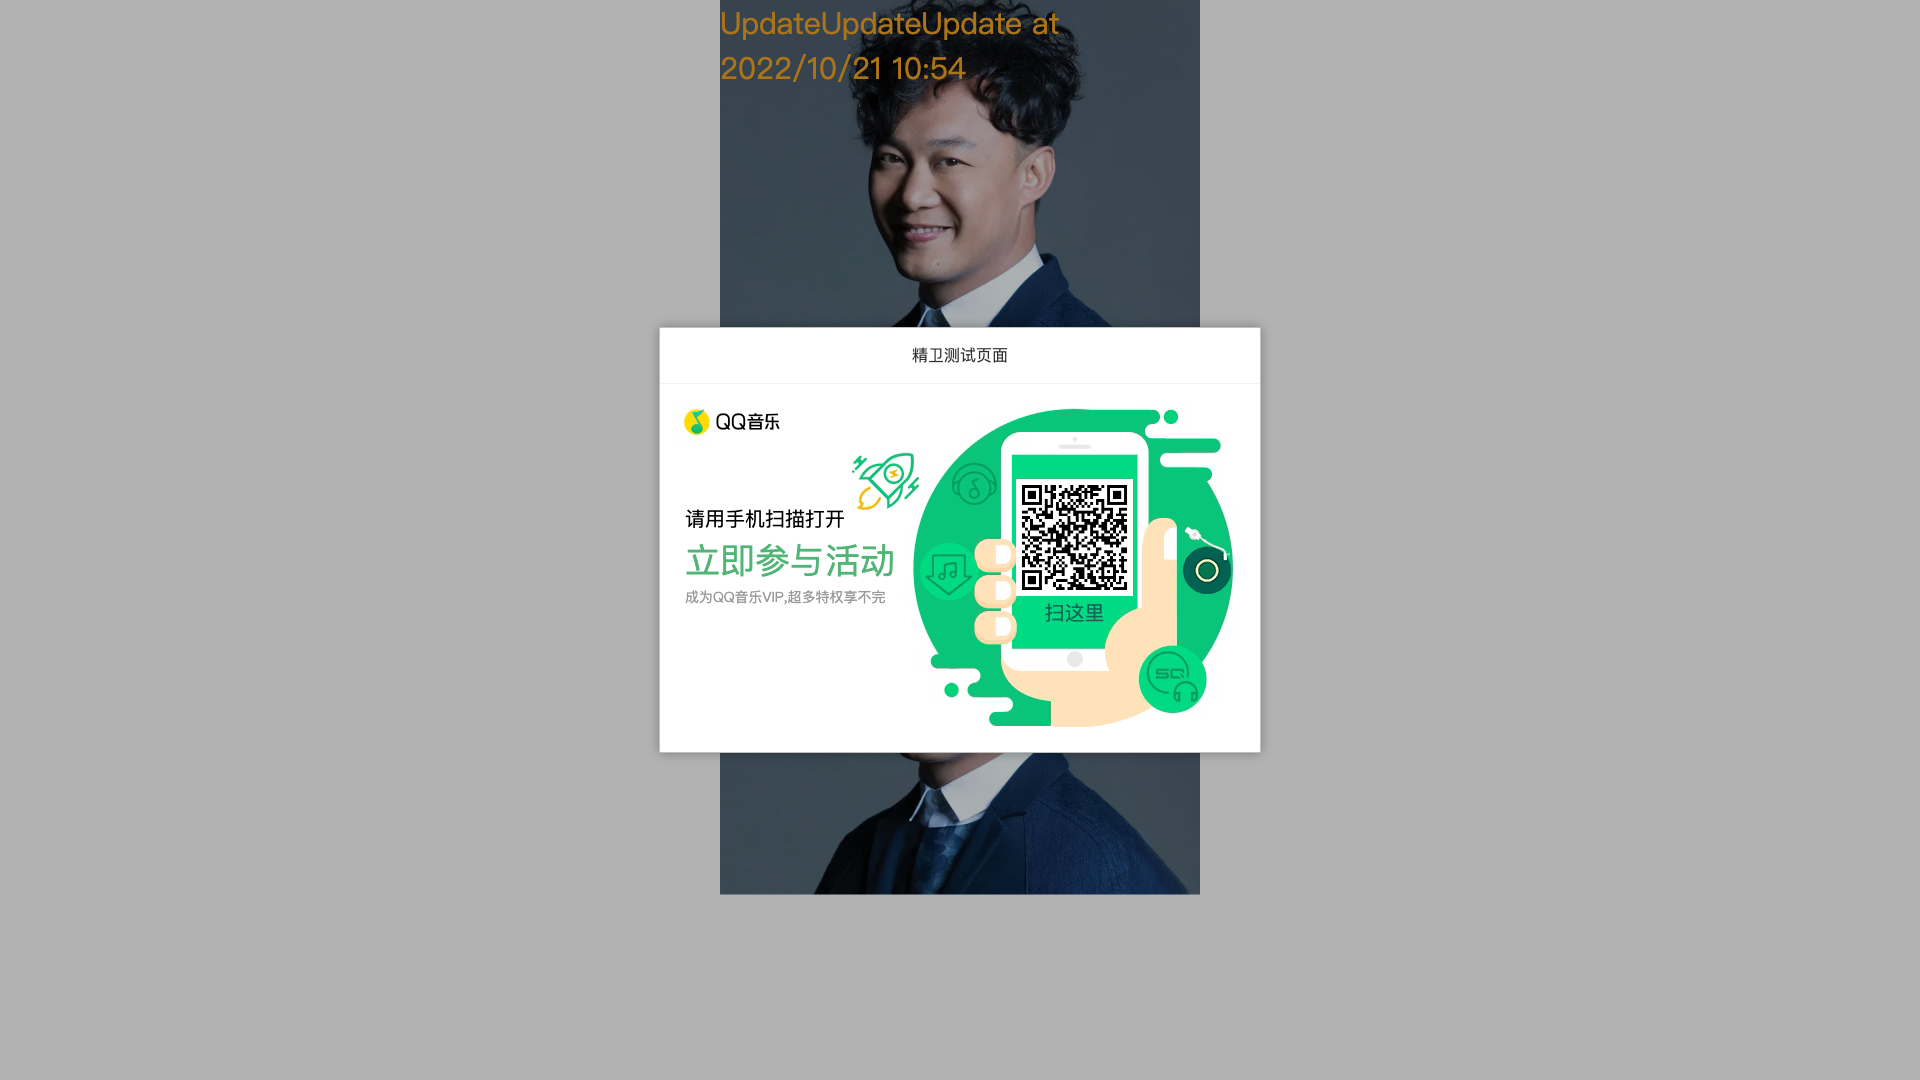 UpdateUpdateUpdate at
2022/10/21 10:54
精卫测试页面
QQ音乐
请用手机扫描打开
立即参与活动
成为QQ音乐VIP,超多特权享不完
扫这里
SQ